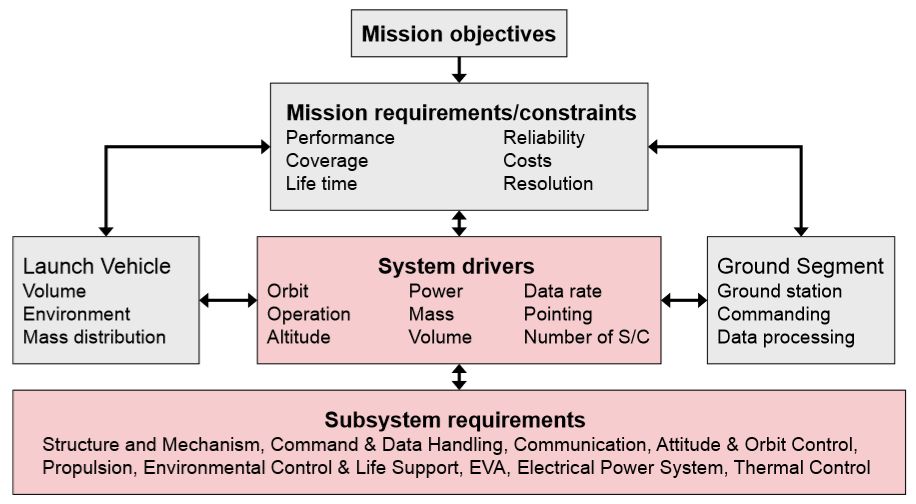 Mission objectives
Mission requirements/constraints
Performance Reliability
Coverage Costs
Life time Resolution
Launch Vehicle
Volume
Environment
Mass distribution
System drivers
Orbit Power Data rate
Operation Mass Pointing
Altitude Volume Number of S/C
Ground Segment
Ground station
Commanding
Data processing
Subsystem requirements
Structure and Mechanism, Command & Data Handling, Communication, Attitude & Orbit Control,
Propulsion, Environmental Control & Life Support, EVA, Electrical Power System, Thermal Control